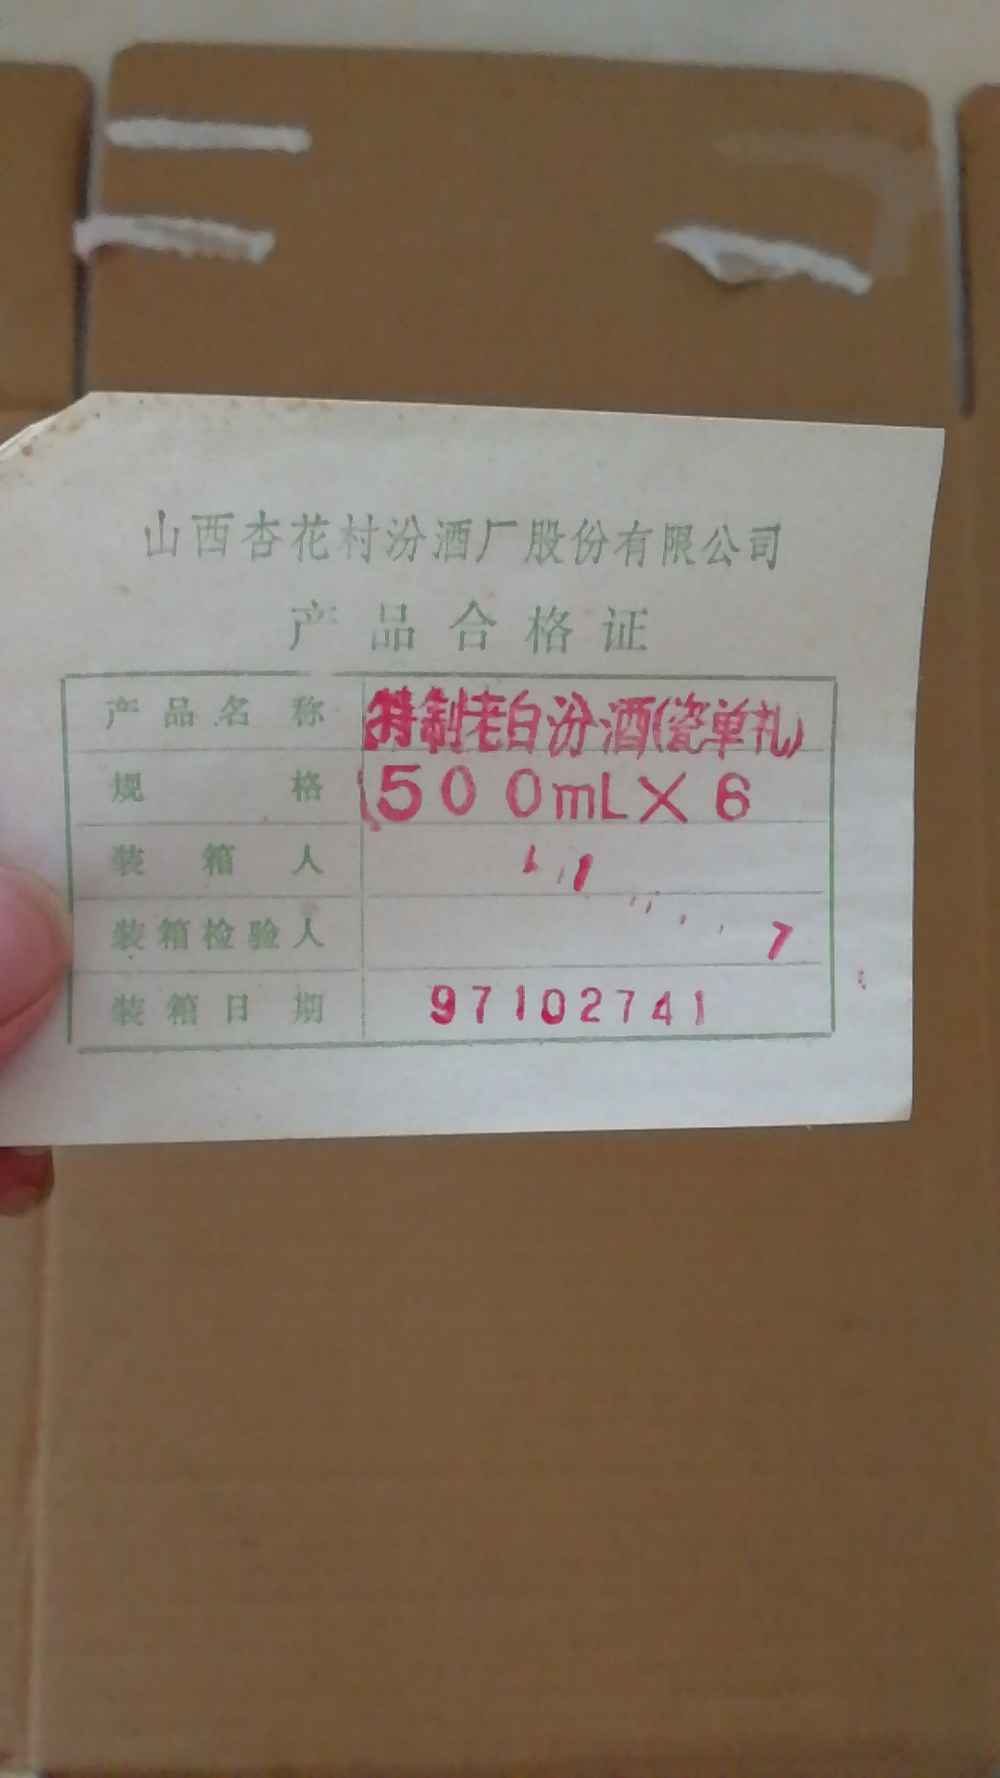 山西杏花村汾酒厂股份有限公司
产品合格证
产品名称 特制老白汾酒(瓷单礼)
规格 500mL×6
装箱人
装箱检验人 7
装箱日期 97102741